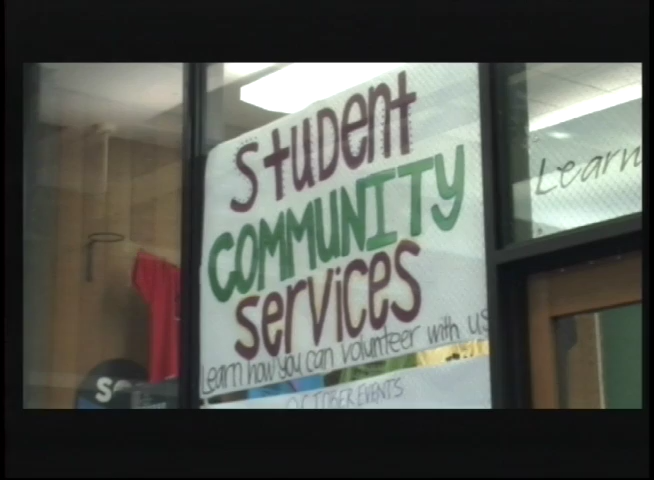 Student
COMMUNITY
services
Learn how you can volunteer with us
OCTOBER EVENTS
Learn